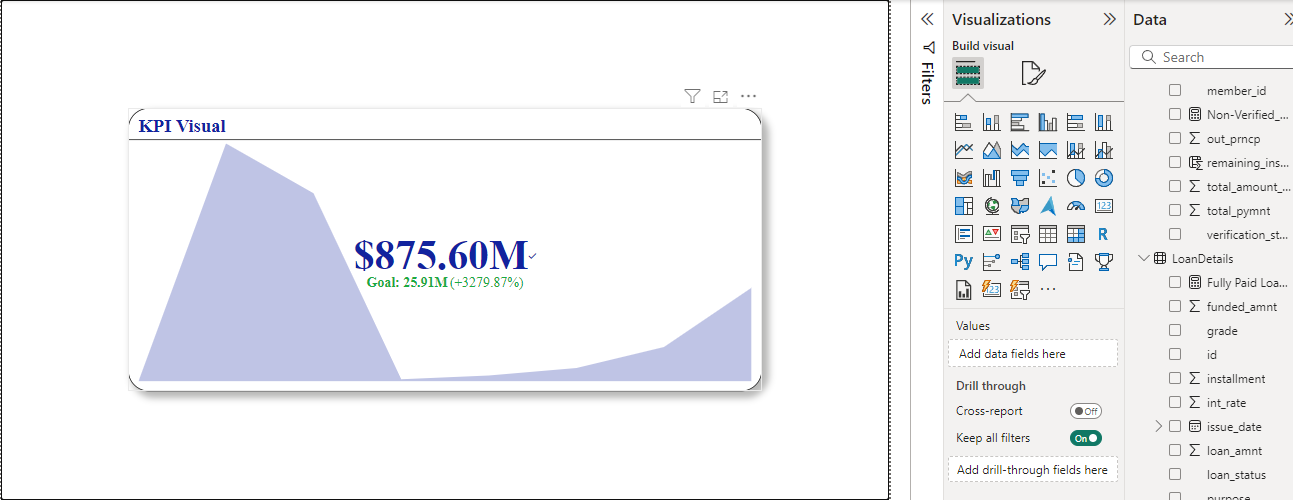 KPI Visual
$875.60M
Goal: 25.91M (+3279.87%)
Filters
Visualizations
Build visual
123
R
Py
123
Values
Add data fields here
Drill through
Cross-report
Off
Keep all filters
On
Add drill-through fields here
Data
Search
member_id
Non-Verified_...
out_prncp
remaining_ins...
total_amount_...
total_pymnt
verification_st...
LoanDetails
Fully Paid Loa...
funded_amnt
grade
id
installment
int_rate
issue_date
loan_amnt
loan_status
purpose